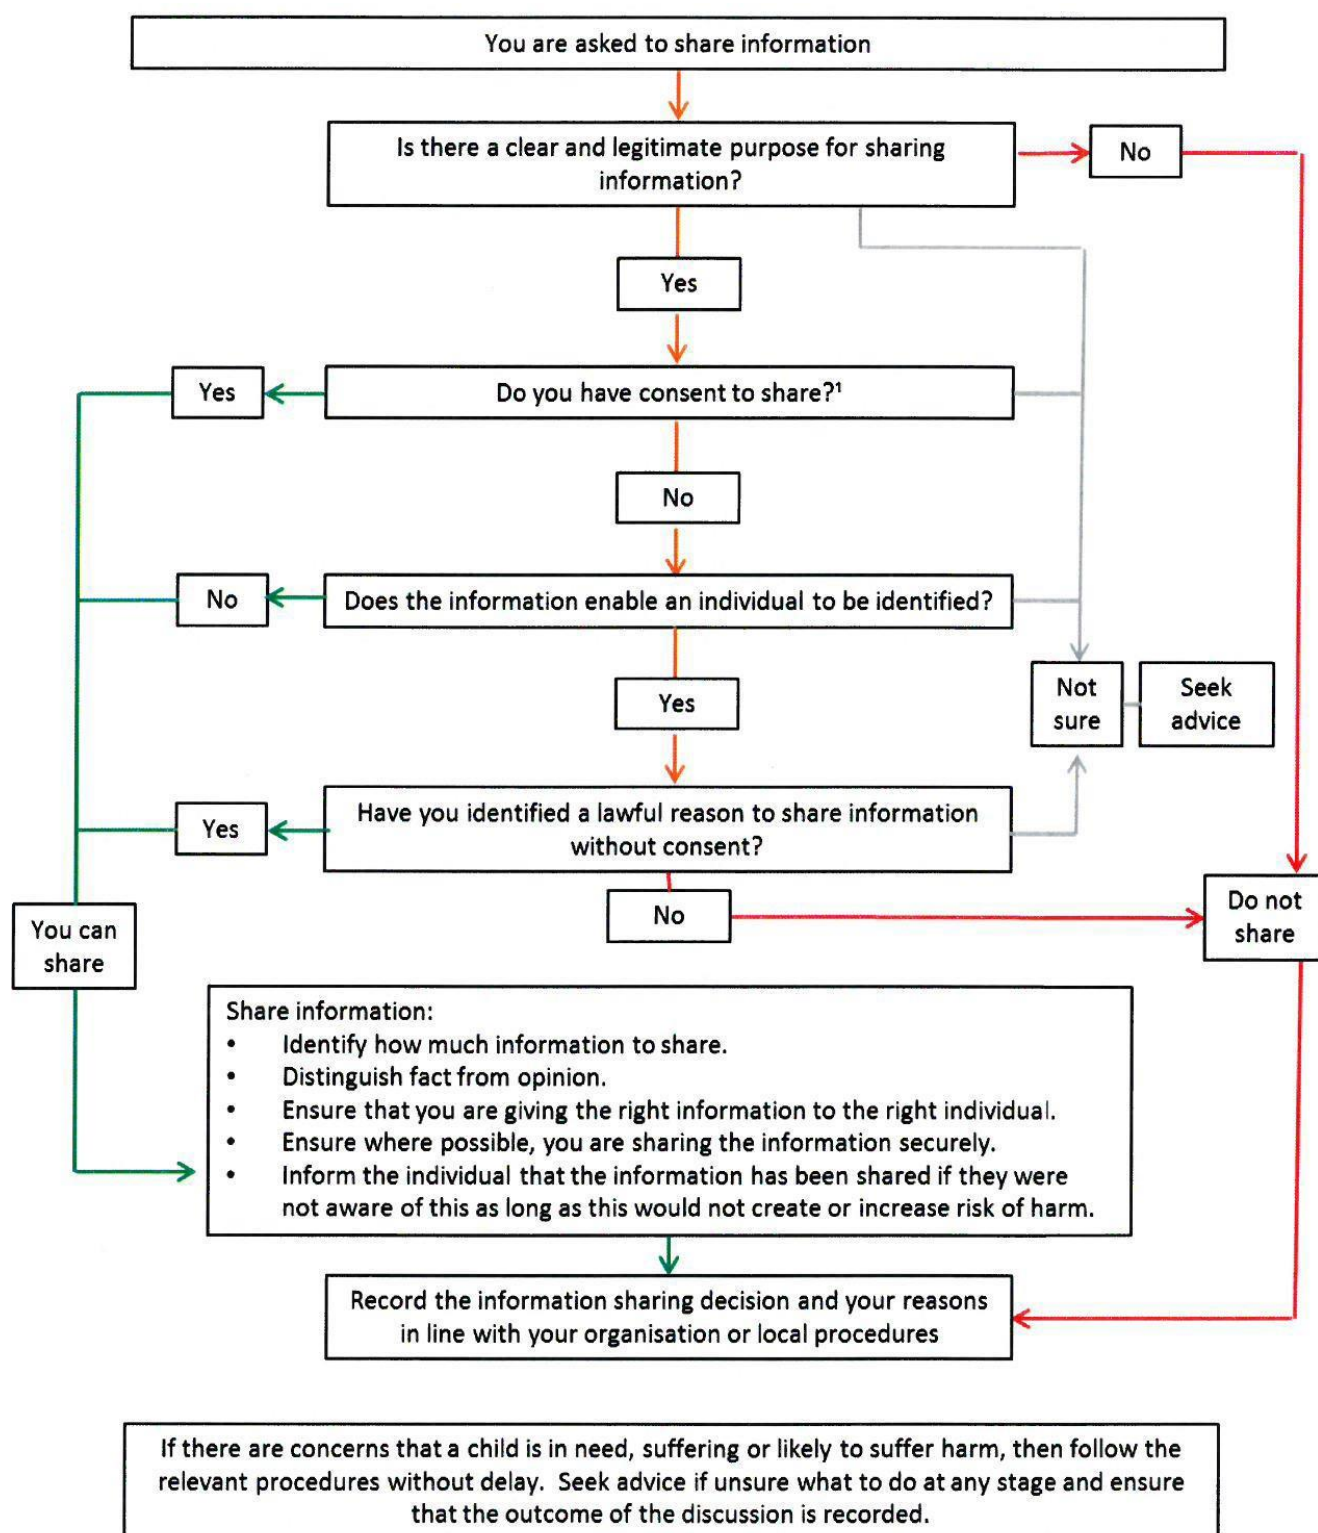 You are asked to share information
Is there a clear and legitimate purpose for sharing
information?
No
Yes
Do you have consent to share?¹
Yes
No
Does the information enable an individual to be identified?
No
Yes
Not
sure
Seek
advice
Have you identified a lawful reason to share information
without consent?
Yes
No
Do not
share
You can
share
Share information:
• Identify how much information to share.
• Distinguish fact from opinion.
• Ensure that you are giving the right information to the right individual.
• Ensure where possible, you are sharing the information securely.
• Inform the individual that the information has been shared if they were
not aware of this as long as this would not create or increase risk of harm.
Record the information sharing decision and your reasons
in line with your organisation or local procedures
If there are concerns that a child is in need, suffering or likely to suffer harm, then follow the
relevant procedures without delay. Seek advice if unsure what to do at any stage and ensure
that the outcome of the discussion is recorded.